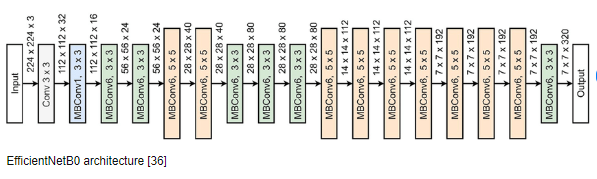 Input
224 x 224 x 3
Conv 3 x 3
112 x 112 x 32
MBConv1, 3 x 3
112 x 112 x 16
MBConv6, 3 x 3
56 x 56 x 24
MBConv6, 3 x 3
56 x 56 x 24
MBConv6, 5 x 5
28 x 28 x 40
MBConv6, 5 x 5
28 x 28 x 40
MBConv6, 3 x 3
28 x 28 x 80
MBConv6, 3 x 3
28 x 28 x 80
MBConv6, 3 x 3
28 x 28 x 80
MBConv6, 5 x 5
14 x 14 x 112
MBConv6, 5 x 5
14 x 14 x 112
MBConv6, 5 x 5
14 x 14 x 112
MBConv6, 5 x 5
7 x 7 x 192
MBConv6, 5 x 5
7 x 7 x 192
MBConv6, 5 x 5
7 x 7 x 192
MBConv6, 5 x 5
7 x 7 x 192
MBConv6, 3 x 3
7 x 7 x 320
Output
EfficientNetB0 architecture [36]